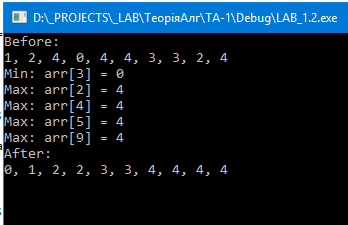 D:\_PROJECTS\_LAB\ТеоріяАлг\TA-1\Debug\LAB_1.2.exe
Before:
1, 2, 4, 0, 4, 4, 3, 3, 2, 4
Min: arr[3] = 0
Max: arr[2] = 4
Max: arr[4] = 4
Max: arr[5] = 4
Max: arr[9] = 4
After:
0, 1, 2, 2, 3, 3, 4, 4, 4, 4